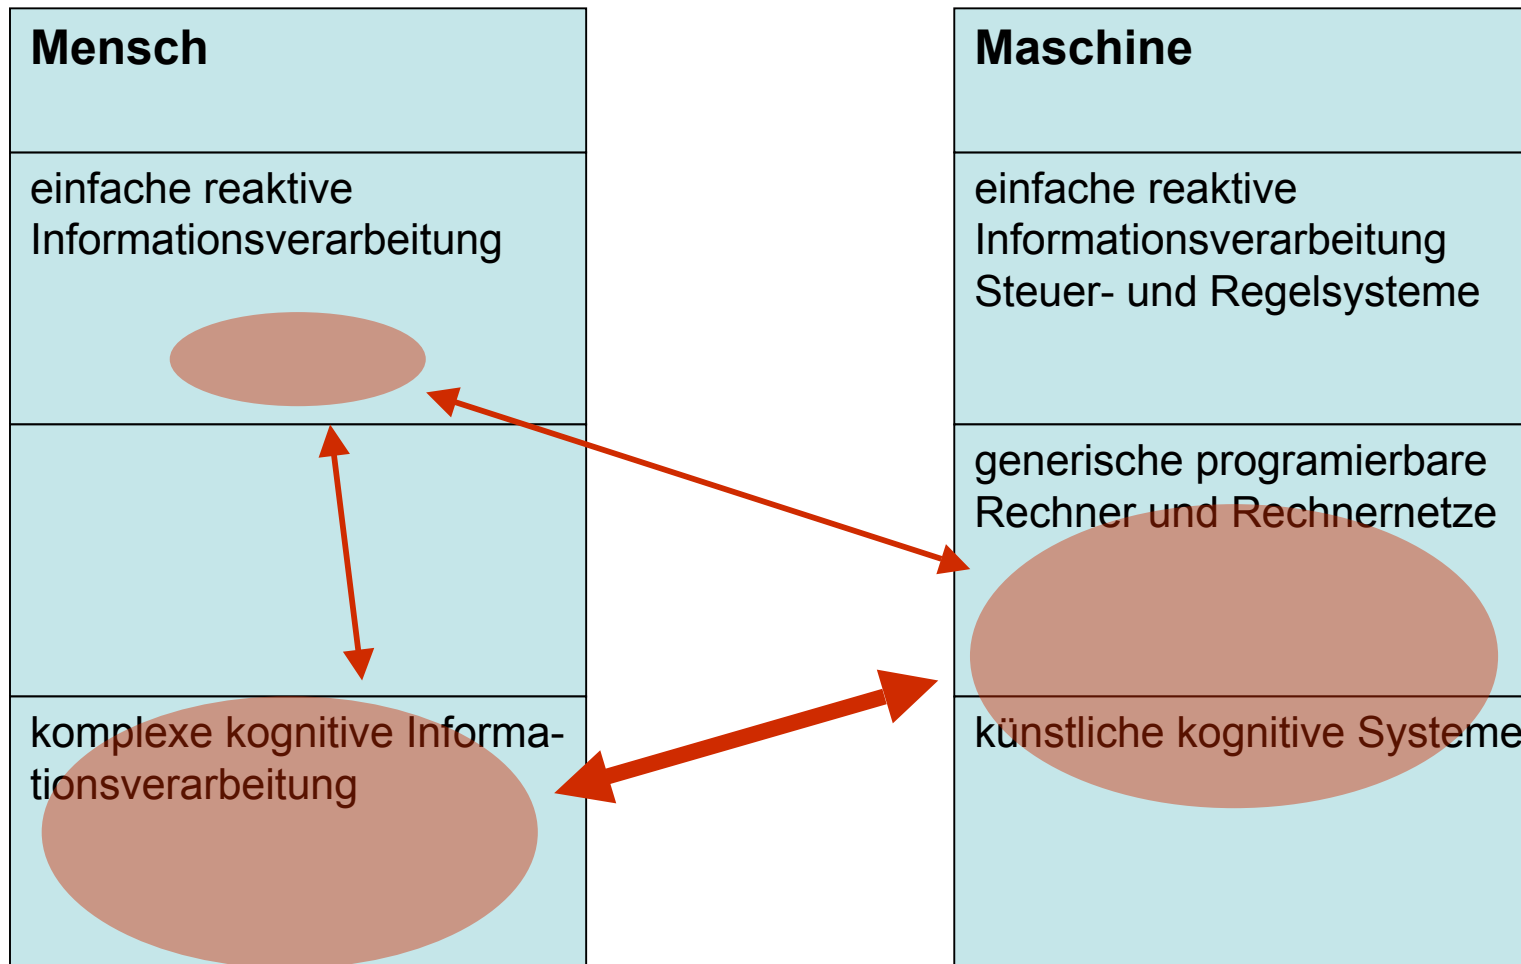 Mensch
einfache reaktive
Informationsverarbeitung
komplexe kognitive Informa-
tionsverarbeitung
Maschine
einfache reaktive
Informationsverarbeitung
Steuer- und Regelsysteme
generische programierbare
Rechner und Rechnernetze
künstliche kognitive Systeme